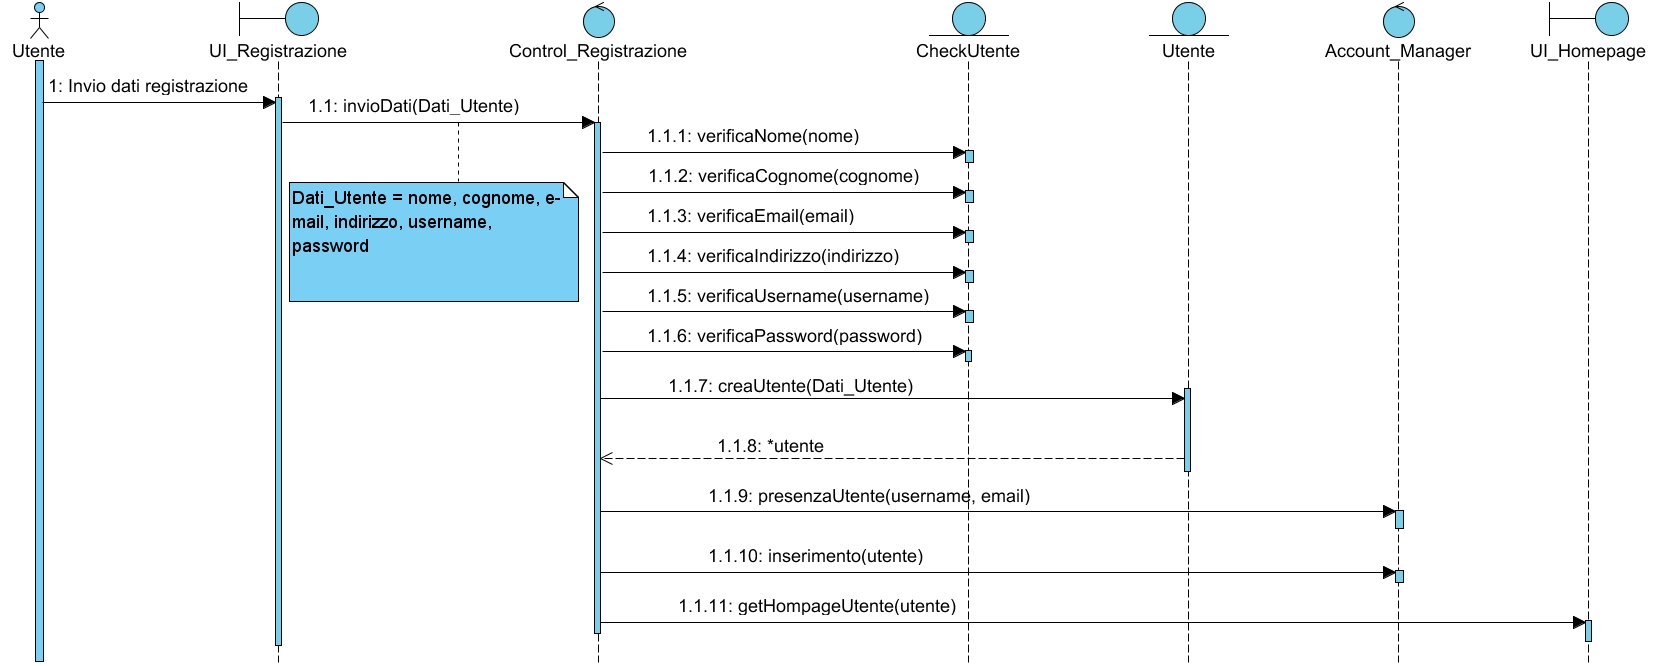 Utente
UI_Registrazione
Control_Registrazione
CheckUtente
Utente
Account_Manager
UI_Homepage
1: Invio dati registrazione
1.1: invioDati(Dati_Utente)
Dati_Utente = nome, cognome, e-
mail, indirizzo, username,
password
1.1.1: verificaNome(nome)
1.1.2: verificaCognome(cognome)
1.1.3: verificaEmail(email)
1.1.4: verificaIndirizzo(indirizzo)
1.1.5: verificaUsername(username)
1.1.6: verificaPassword(password)
1.1.7: creaUtente(Dati_Utente)
1.1.8: *utente
1.1.9: presenzaUtente(username, email)
1.1.10: inserimento(utente)
1.1.11: getHompageUtente(utente)